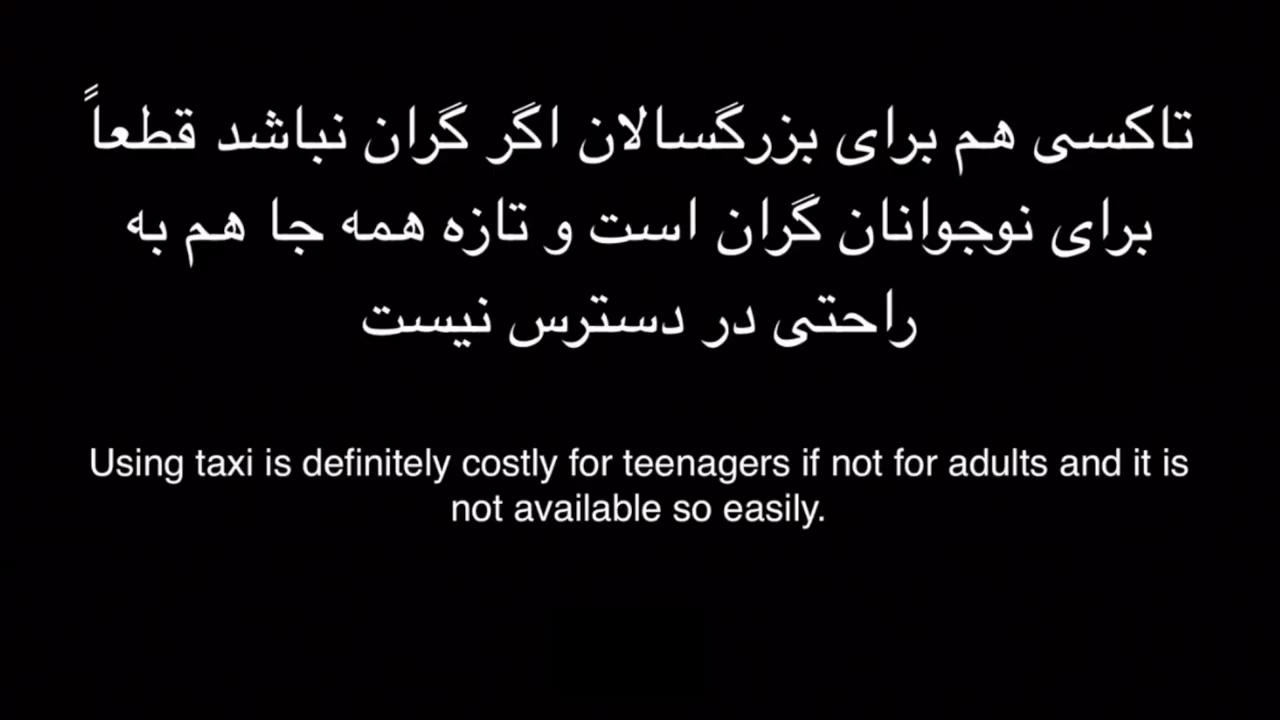 تاکسی هم برای بزرگسالان اگر گران نباشد قطعاً
برای نوجوانان گران است و تازه همه جا هم به
راحتی در دسترس نیست
Using taxi is definitely costly for teenagers if not for adults and it is
not available so easily.